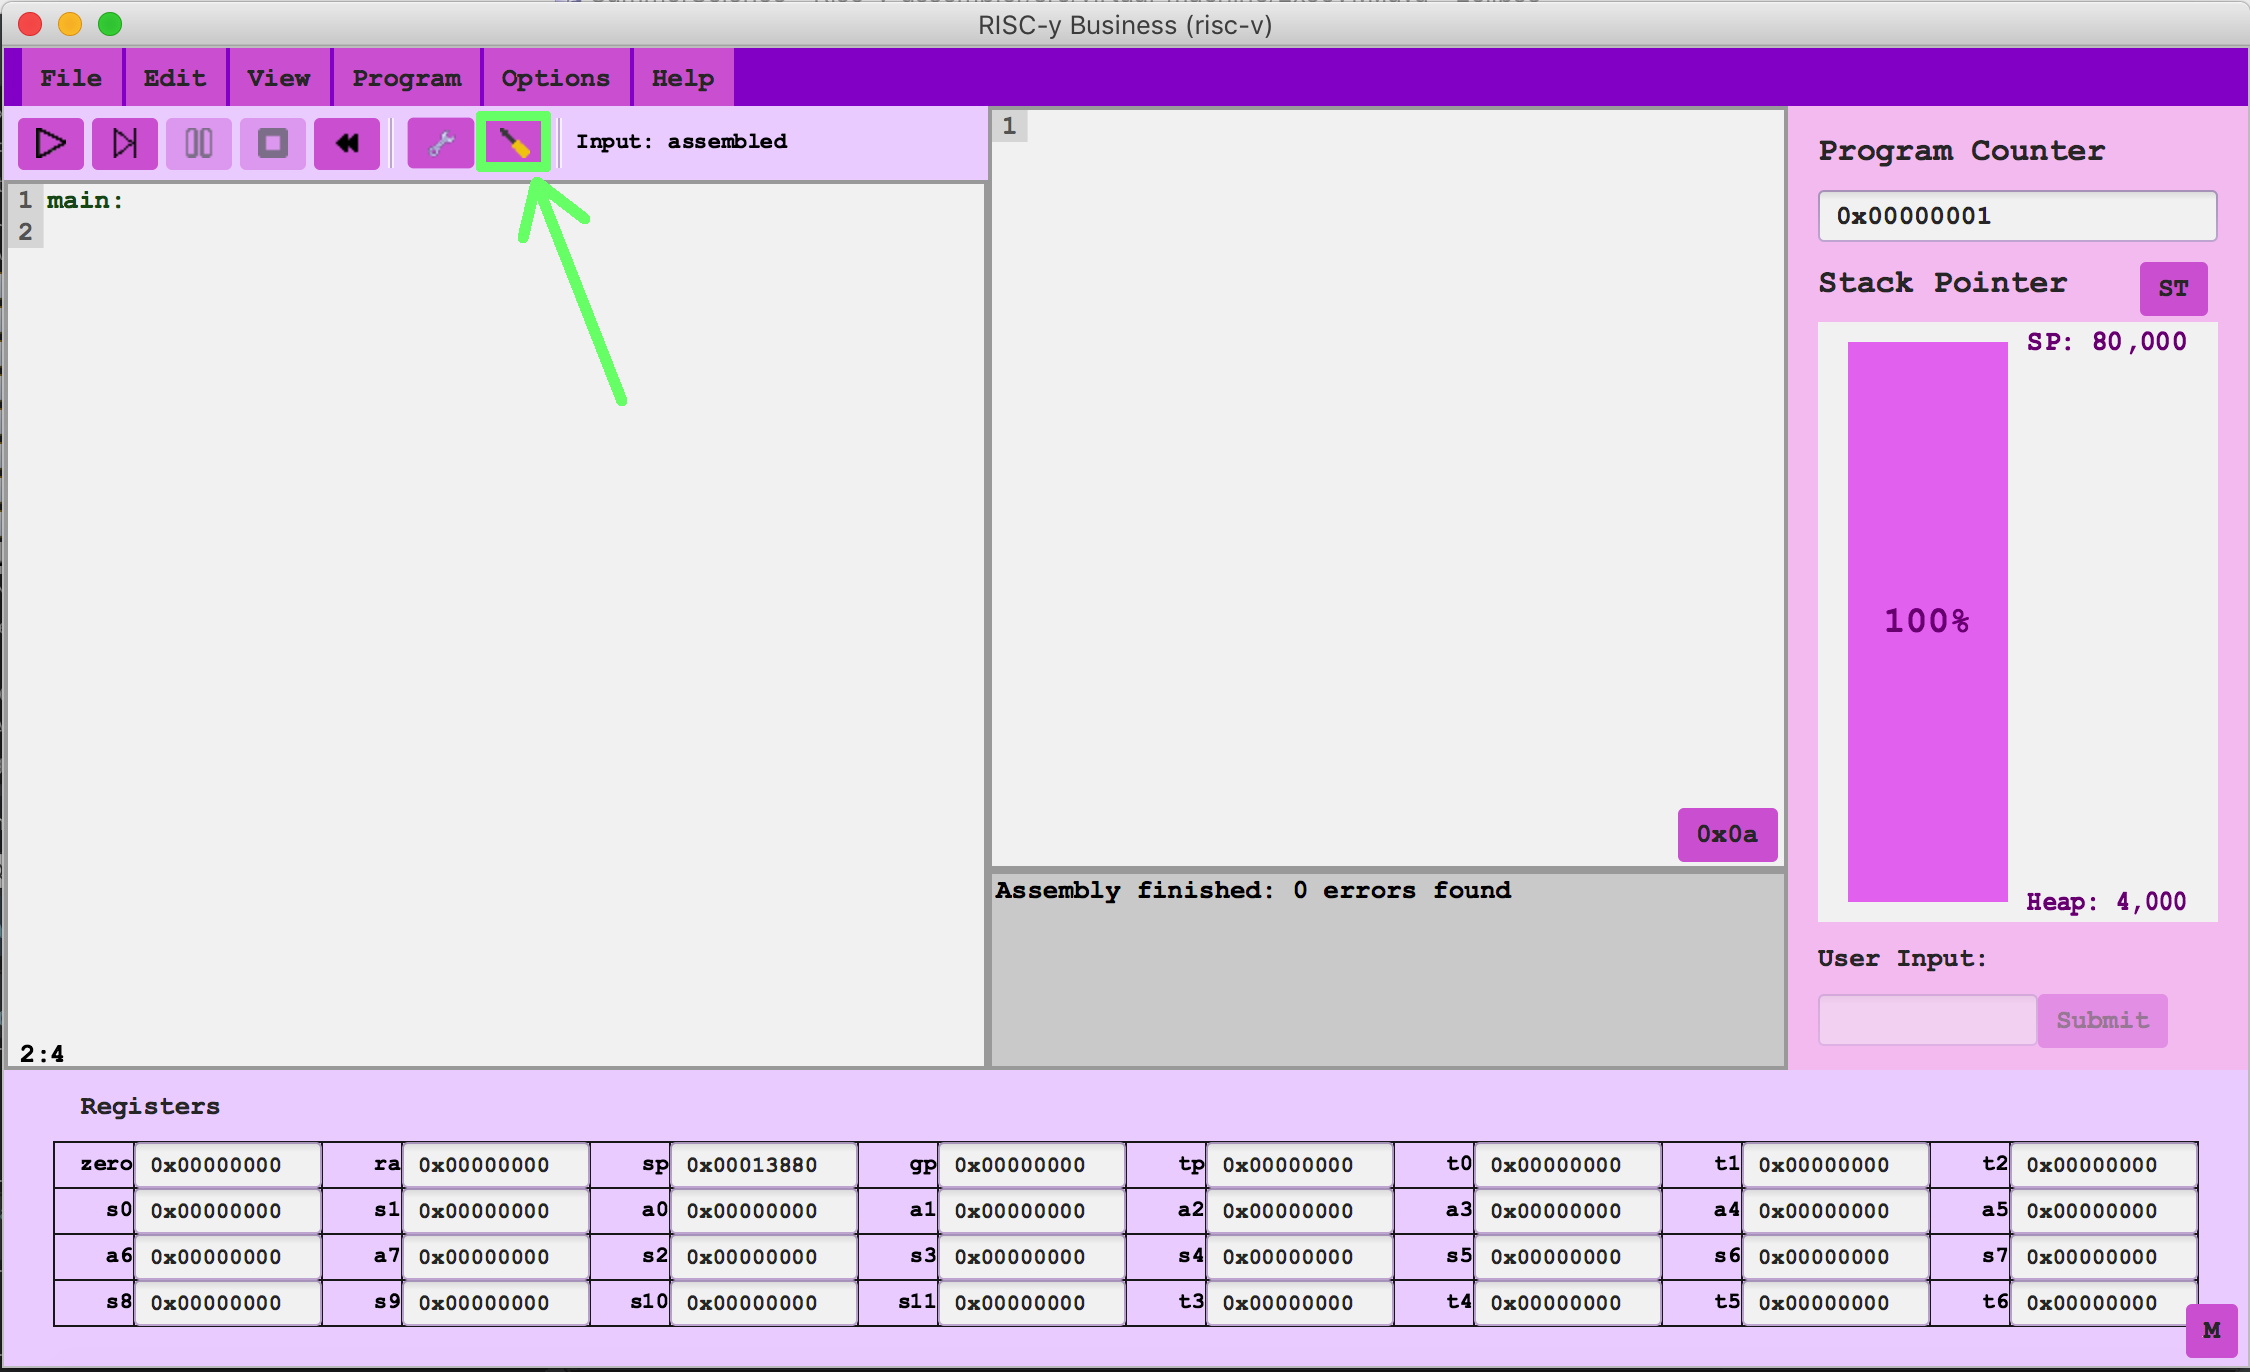 RISC-y Business (risc-v)
File Edit View Program Options Help
Input: assembled
1 main:
2
2:4
1
0x0a
Assembly finished: 0 errors found
Program Counter
0x00000001
Stack Pointer ST
SP: 80,000
100%
Heap: 4,000
User Input:
Submit
Registers
zero 0x00000000 ra 0x00000000 sp 0x00013880 gp 0x00000000 tp 0x00000000 t0 0x00000000 t1 0x00000000 t2 0x00000000
s0 0x00000000 s1 0x00000000 a0 0x00000000 a1 0x00000000 a2 0x00000000 a3 0x00000000 a4 0x00000000 a5 0x00000000
a6 0x00000000 a7 0x00000000 s2 0x00000000 s3 0x00000000 s4 0x00000000 s5 0x00000000 s6 0x00000000 s7 0x00000000
s8 0x00000000 s9 0x00000000 s10 0x00000000 s11 0x00000000 t3 0x00000000 t4 0x00000000 t5 0x00000000 t6 0x00000000
M